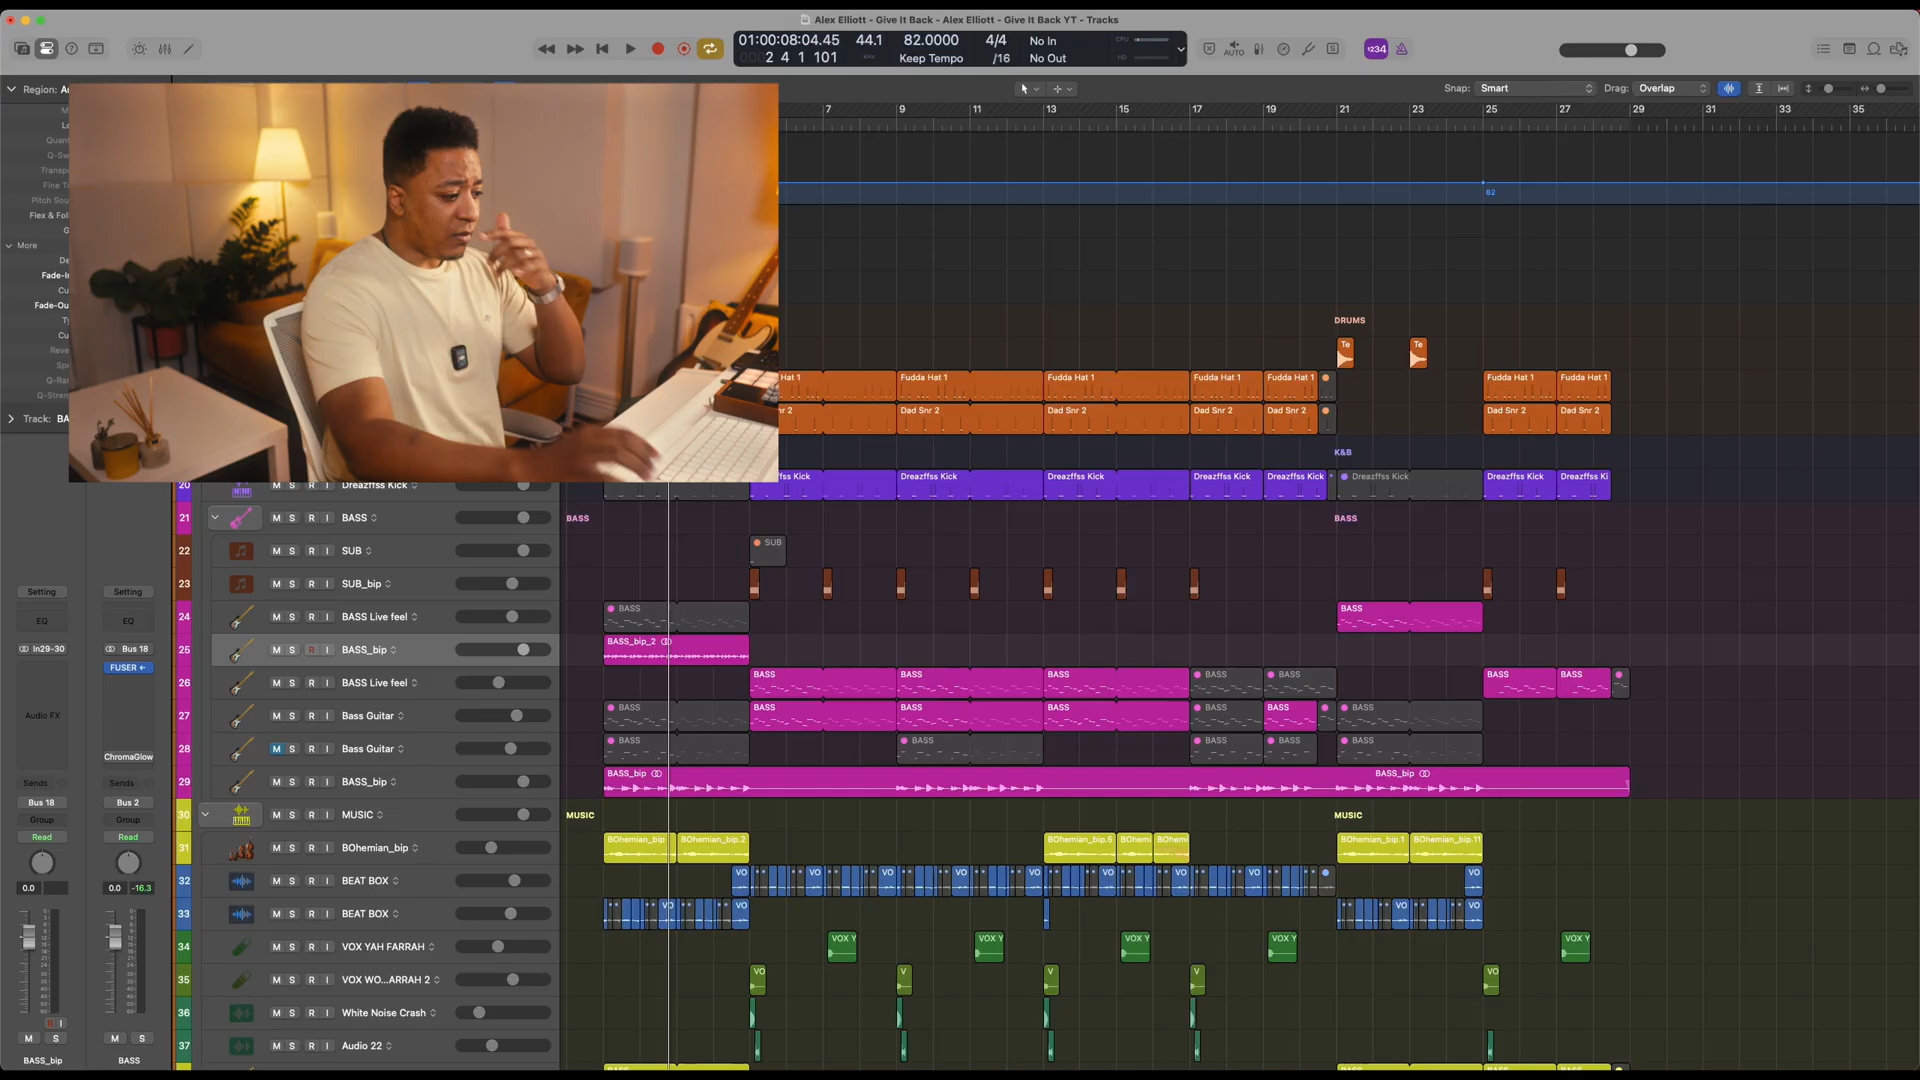 Alex Elliott - Give It Back - Alex Elliott - Give It Back YT - Tracks
01:00:08:04.45 44.1 82.0000 4/4 No In CPU
2 4 1 101 kHz Keep Tempo /16 No Out HD
AUTO
S
1234
Region: Au
Snap: Smart
Drag: Overlap
7 9 11 13 15 17 19 21 23 25 27 29 31 33 35
M
Lo
Quant
Q-Sw
Transpo
Fine T
Pitch Sou
Flex & Foll
G
More
De
Fade-In
Cu
Fade-Ou
Ty
Cu
Reve
Spe
Q-Ra
Q-Streng
Track: BA
82
DRUMS
Te Te
Hat 1 Fudda Hat 1 Fudda Hat 1 Fudda Hat 1 Fudda Hat 1 Fudda Hat 1 Fudda Hat 1
nr 2 Dad Snr 2 Dad Snr 2 Dad Snr 2 Dad Snr 2 Dad Snr 2 Dad Snr 2
K&B
20 M S R I Dreazffss Kick ffss Kick Dreazffss Kick Dreazffss Kick Dreazffss Kick Dreazffss Kick Dreazffss Kick Dreazffss Kick Dreazffss Ki
21 M S R I BASS BASS BASS
22 M S R I SUB SUB
23 M S R I SUB_bip
24 M S R I BASS Live feel BASS BASS
25 M S R I BASS_bip BASS_bip_2
26 M S R I BASS Live feel BASS BASS BASS BASS BASS BASS BASS
27 M S R I Bass Guitar BASS BASS BASS BASS BASS BASS BASS
28 M S R I Bass Guitar BASS BASS BASS BASS BASS
29 M S R I BASS_bip BASS_bip BASS_bip
30 M S R I MUSIC MUSIC MUSIC
31 M S R I BOhemian_bip BOhemian_bip BOhemian_bip.2 BOhemian_bip.5 BOhemi BOhemi BOhemian_bip.1 BOhemian_bip.11
32 M S R I BEAT BOX VO VO VO VO VO VO VO VO VO
33 M S R I BEAT BOX VO VO VO VO
34 M S R I VOX YAH FARRAH VOX Y VOX Y VOX Y VOX Y VOX Y
35 M S R I VOX WO...ARRAH 2 VO V V V VO
36 M S R I White Noise Crash
37 M S R I Audio 22
Setting Setting
EQ EQ
In29-30 Bus 18
FUSER
Audio FX
ChromaGlow
Sends Sends
Bus 18 Bus 2
Group Group
Read Read
0.0 0.0 -16.3
R I
M S M S
BASS_bip BASS